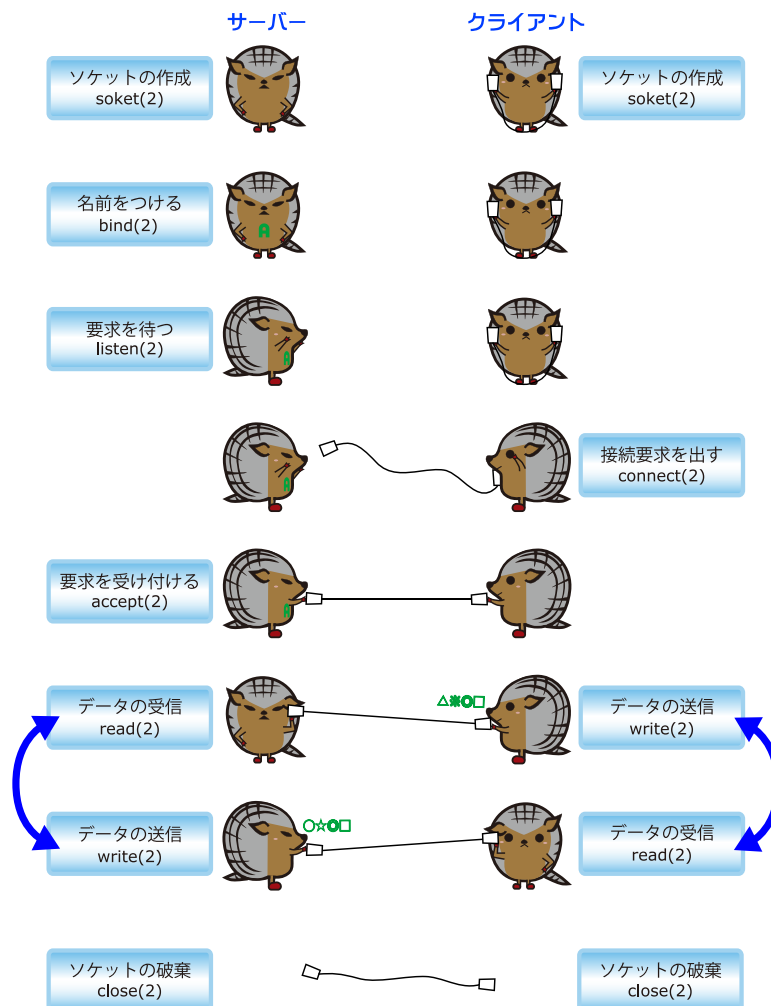 サーバー
クライアント
ソケットの作成
soket(2)
ソケットの作成
soket(2)
名前をつける
bind(2)
A
要求を待つ
listen(2)
A
接続要求を出す
connect(2)
A
要求を受け付ける
accept(2)
A
データの受信
read(2)
△※◎□
データの送信
write(2)
データの送信
write(2)
○☆◎□
データの受信
read(2)
ソケットの破棄
close(2)
ソケットの破棄
close(2)